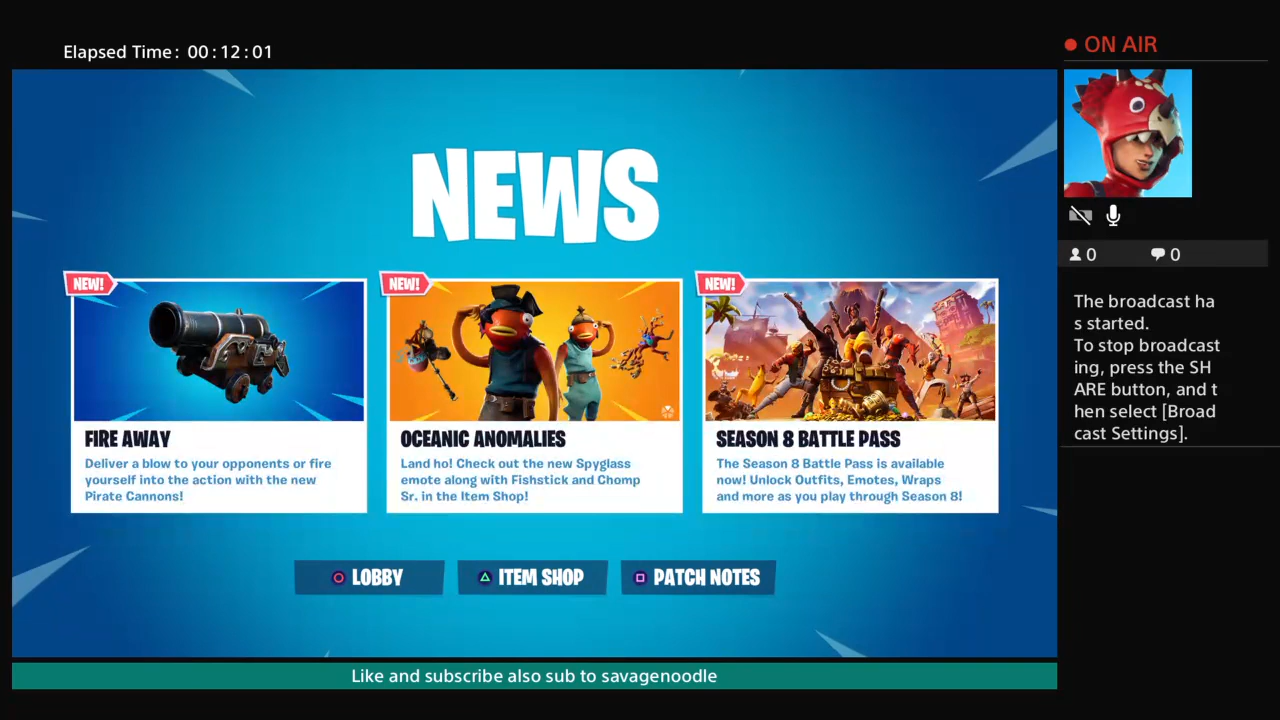 Elapsed Time: 00:12:01
ON AIR
NEWS
NEW!
FIRE AWAY
Deliver a blow to your opponents or fire
yourself into the action with the new
Pirate Cannons!
NEW!
OCEANIC ANOMALIES
Land ho! Check out the new Spyglass
emote along with Fishstick and Chomp
Sr. in the Item Shop!
NEW!
SEASON 8 BATTLE PASS
The Season 8 Battle Pass is available
now! Unlock Outfits, Emotes, Wraps
and more as you play through Season 8!
LOBBY
ITEM SHOP
PATCH NOTES
Like and subscribe also sub to savagenoodle
0
0
The broadcast ha
s started.
To stop broadcast
ing, press the SH
ARE button, and t
hen select [Broad
cast Settings].